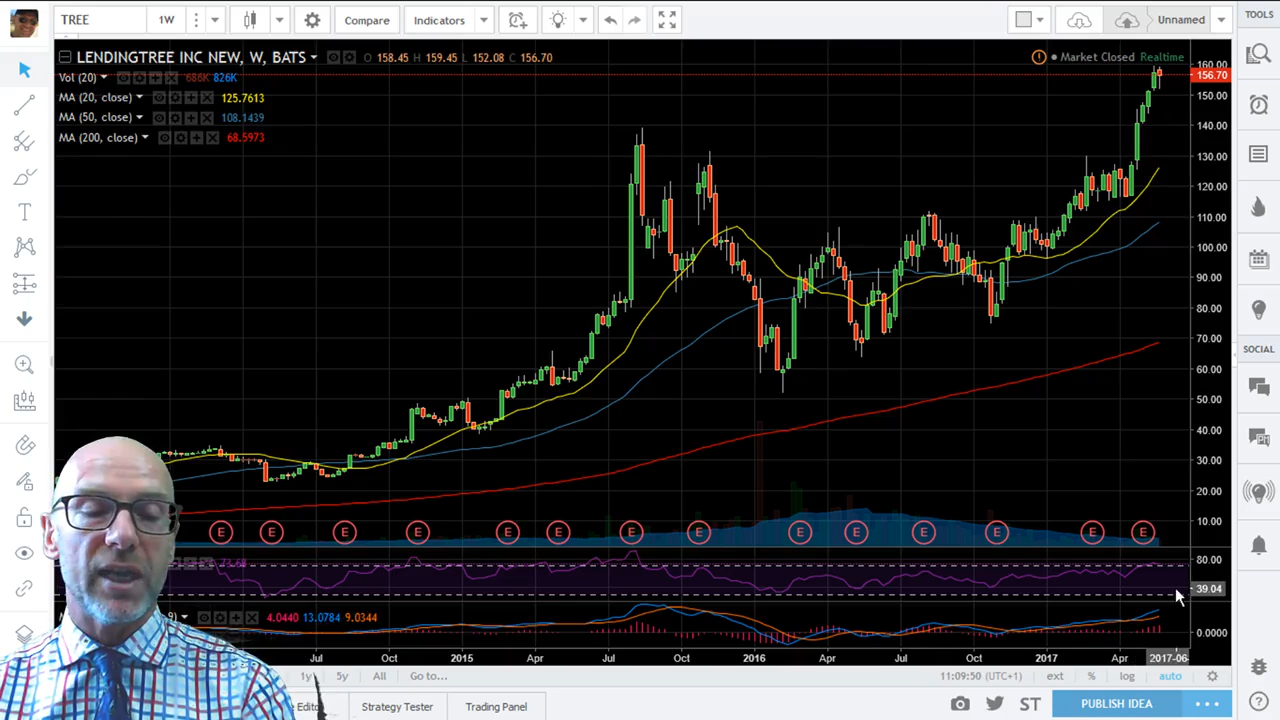 TREE 1W Compare Indicators Unnamed TOOLS
LENDINGTREE INC NEW, W, BATS O 158.45 H 159.45 L 152.08 C 156.70 Market Closed Realtime
Vol (20) 686K 826K
MA (20, close) 125.7613
MA (50, close) 108.1439
MA (200, close) 68.5973
160.00
156.70
150.00
140.00
130.00
120.00
110.00
100.00
90.00
80.00
70.00
60.00
50.00
40.00
30.00
20.00
10.00
SOCIAL
E E E E E E E E E E E E E E
73.68 80.00
39.04
9) 4.0440 13.0784 9.0344 0.0000
Jul Oct 2015 Apr Jul Oct 2016 Apr Jul Oct 2017 Apr 2017-06
1y 5y All Go to... 11:09:50 (UTC+1) ext % log auto
Strategy Tester Trading Panel ST PUBLISH IDEA